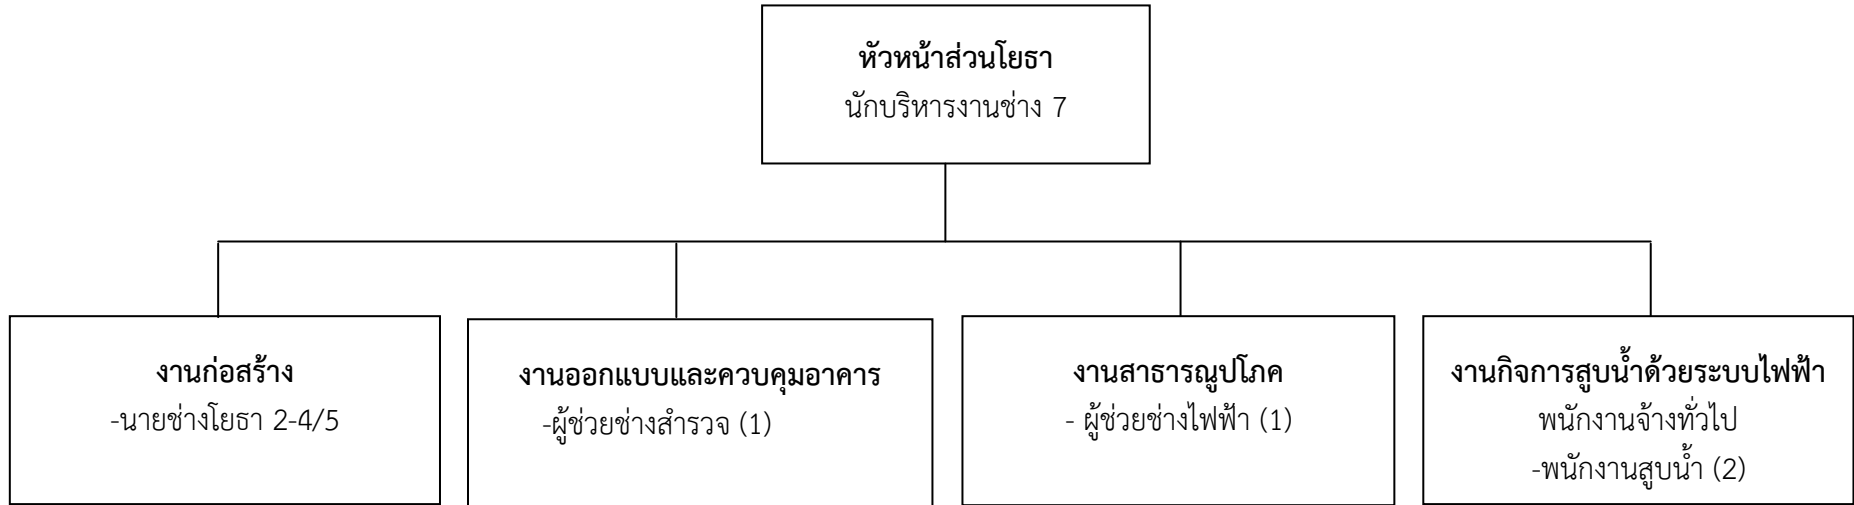 หัวหน้าส่วนโยธา
นักบริหารงานช่าง 7
งานก่อสร้าง
-นายช่างโยธา 2-4/5
งานออกแบบและควบคุมอาคาร
-ผู้ช่วยช่างสำรวจ (1)
งานสาธารณูปโภค
- ผู้ช่วยช่างไฟฟ้า (1)
งานกิจการสูบน้ำด้วยระบบไฟฟ้า
พนักงานจ้างทั่วไป
-พนักงานสูบน้ำ (2)